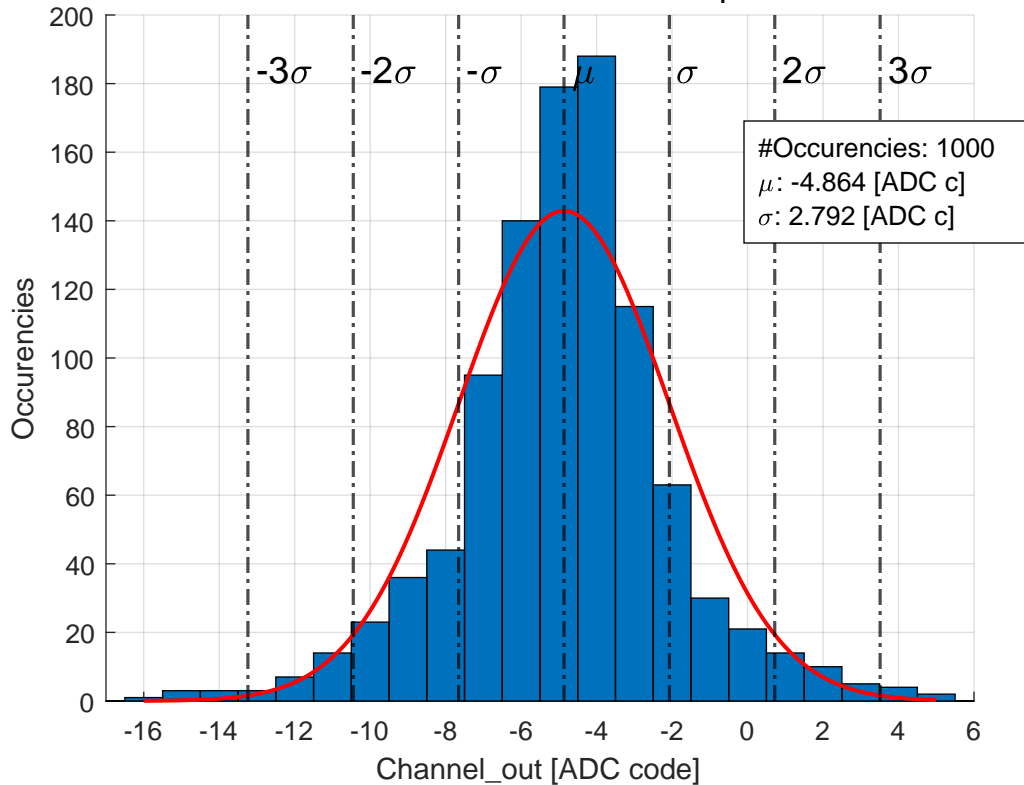 200
180
160
140
120
100
80
60
40
20
0
-3σ -2σ -σ μ σ 2σ 3σ
#Occurencies: 1000
μ: -4.864 [ADC c]
σ: 2.792 [ADC c]
Occurencies
-16 -14 -12 -10 -8 -6 -4 -2 0 2 4 6
Channel_out [ADC code]